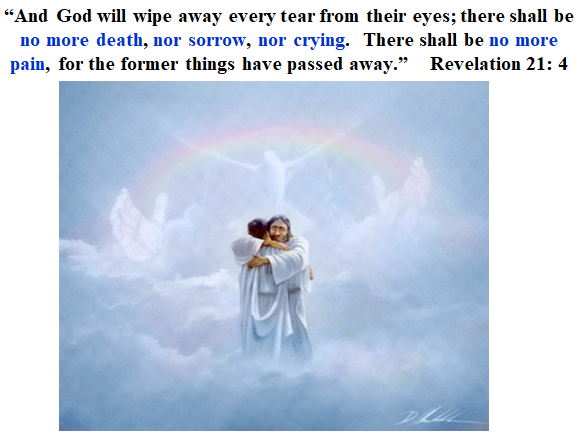 “And God will wipe away every tear from their eyes; there shall be
no more death, nor sorrow, nor crying. There shall be no more
pain, for the former things have passed away.” Revelation 21: 4